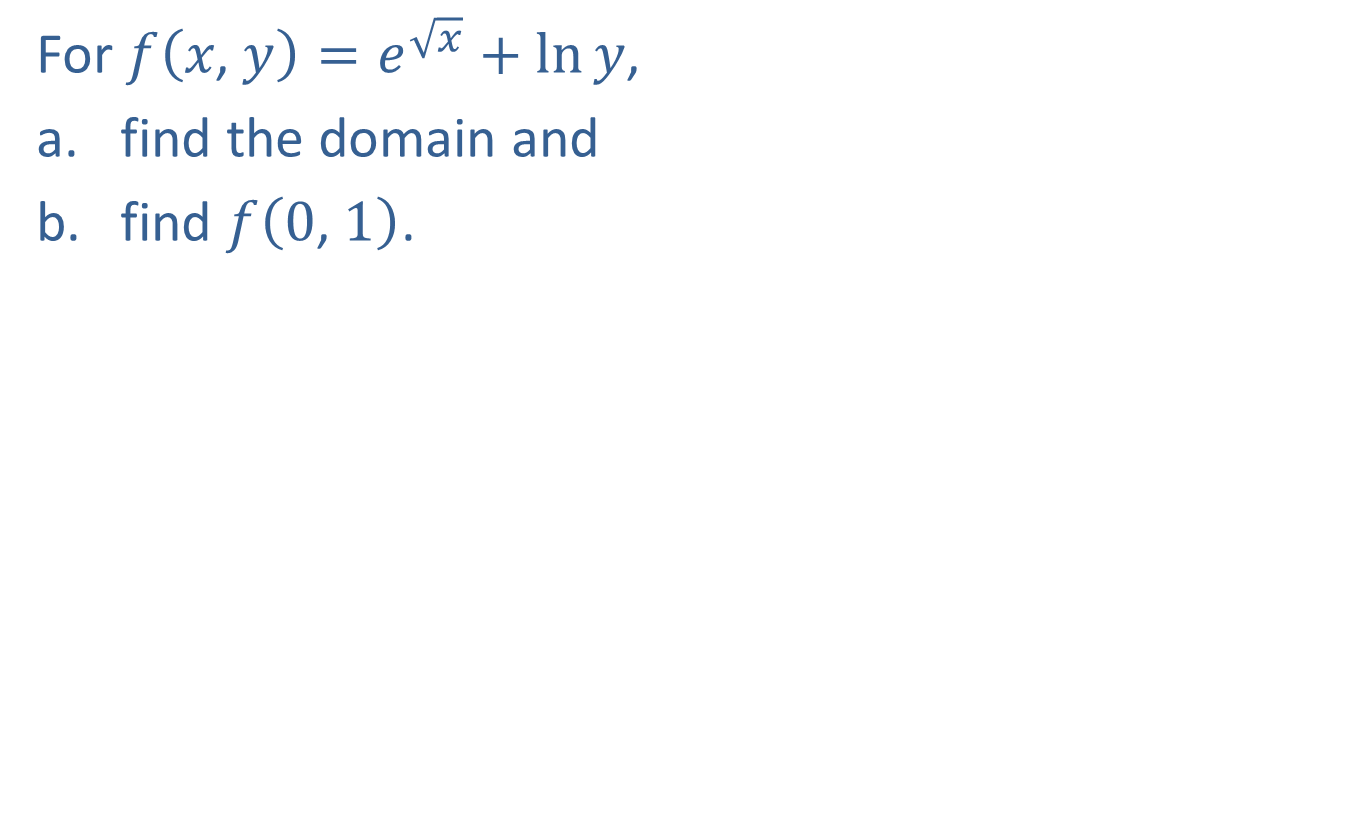 For f(x, y) = e^√x + ln y,
a. find the domain and
b. find f(0, 1).